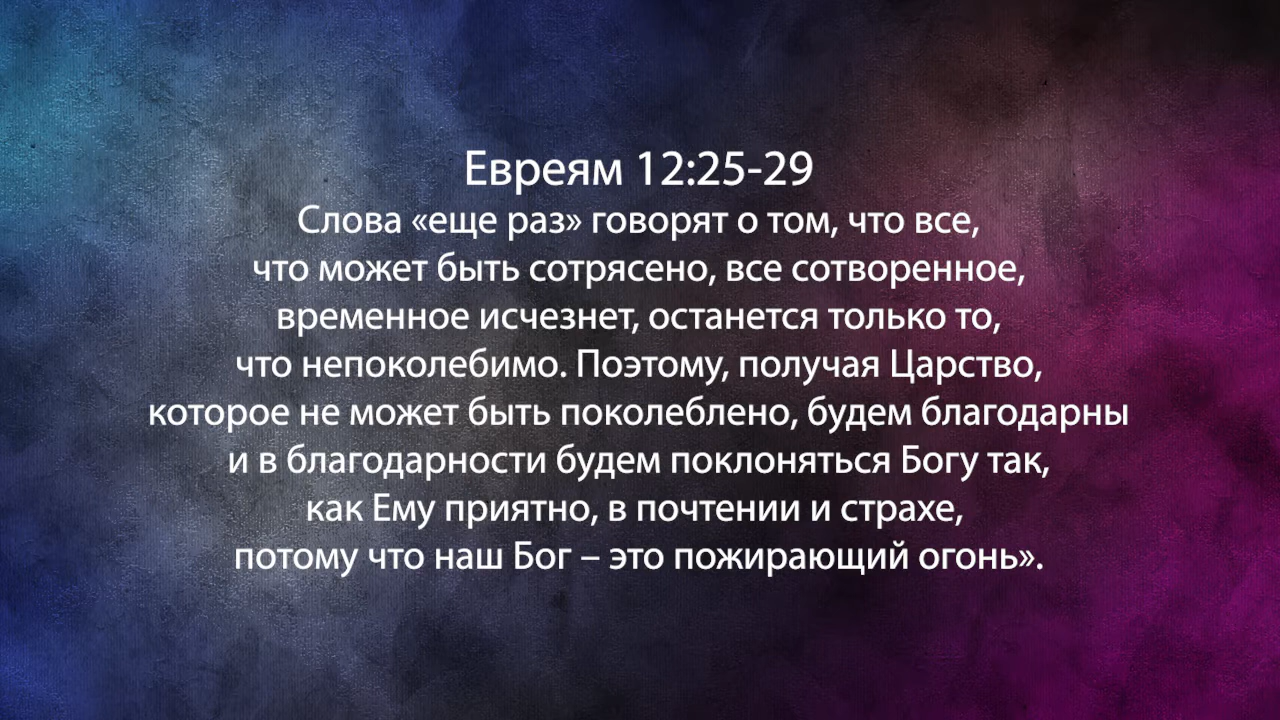 Евреям 12:25-29
Слова «еще раз» говорят о том, что все,
что может быть сотрясено, все сотворенное,
временное исчезнет, останется только то,
что непоколебимо. Поэтому, получая Царство,
которое не может быть поколеблено, будем благодарны
и в благодарности будем поклоняться Богу так,
как Ему приятно, в почтении и страхе,
потому что наш Бог – это пожирающий огонь».